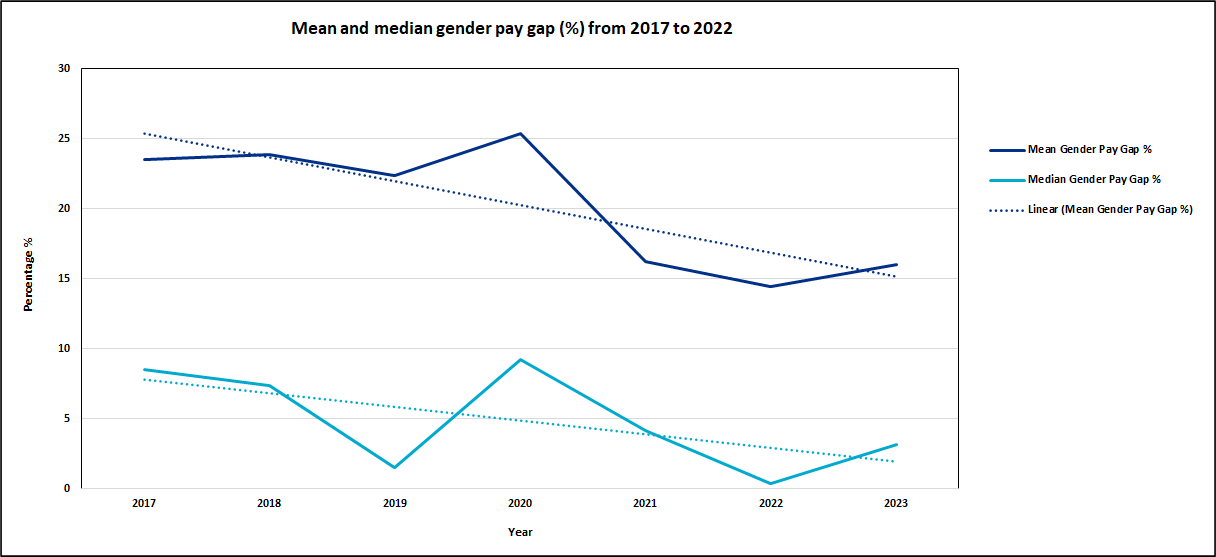 Mean and median gender pay gap (%) from 2017 to 2022
30
25
20
15
10
5
0
Percentage %
2017 2018 2019 2020 2021 2022 2023
Year
Mean Gender Pay Gap %
Median Gender Pay Gap %
Linear (Mean Gender Pay Gap %)